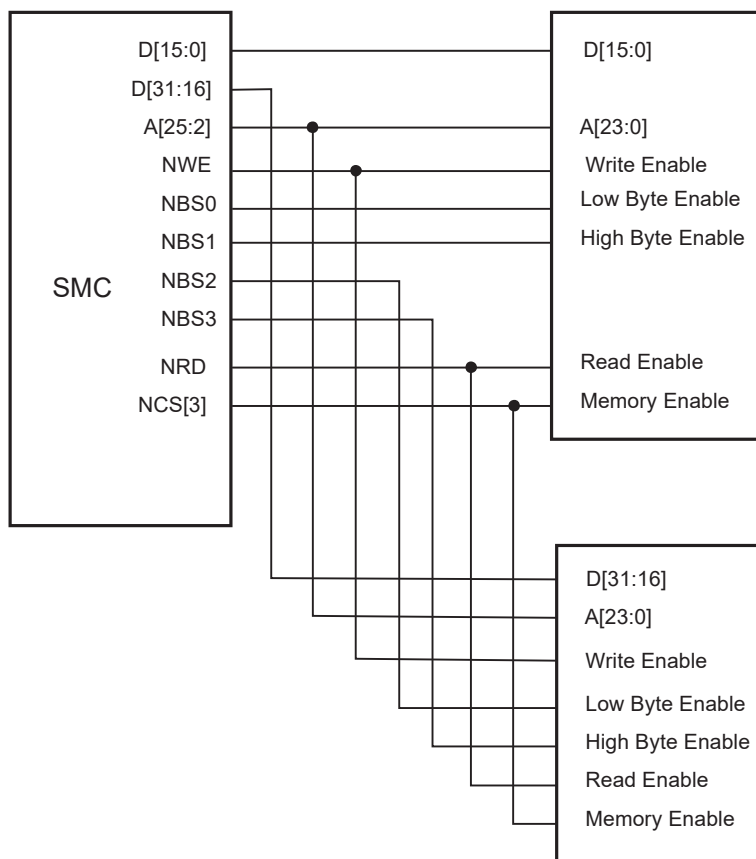 D[15:0]
D[31:16]
A[25:2]
NWE
NBS0
NBS1
NBS2
NBS3
NRD
NCS[3]
SMC
D[15:0]
A[23:0]
Write Enable
Low Byte Enable
High Byte Enable
Read Enable
Memory Enable
D[31:16]
A[23:0]
Write Enable
Low Byte Enable
High Byte Enable
Read Enable
Memory Enable